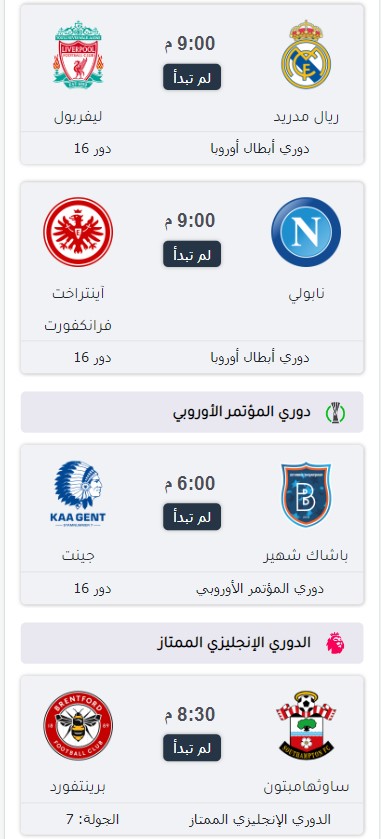 9:00 م
لم تبدأ
ريال مدريد
ليفربول
LIVERPOOL
FOOTBALL CLUB
دوري أبطال أوروبا
دور 16
9:00 م
لم تبدأ
N
نابولي
آينتراخت
فرانكفورت
دوري أبطال أوروبا
دور 16
دوري المؤتمر الأوروبي
6:00 م
لم تبدأ
B
KAA GENT
باشاك شهير
جينت
دوري المؤتمر الأوروبي
دور 16
الدوري الإنجليزي الممتاز
8:30 م
لم تبدأ
SOUTHAMPTON FC
BRENTFORD
FOOTBALL CLUB
ساوثهامبتون
برينتفورد
الدوري الإنجليزي الممتاز
الجولة: 7